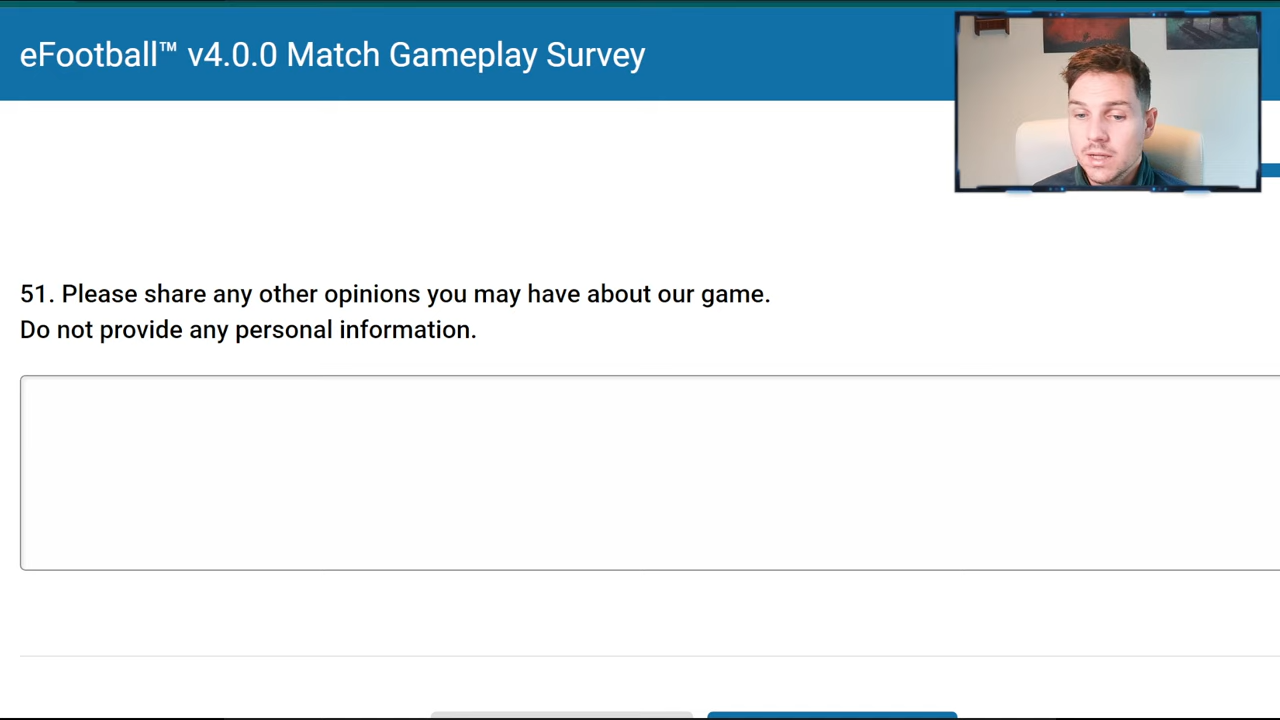 eFootball™ v4.0.0 Match Gameplay Survey
51. Please share any other opinions you may have about our game.
Do not provide any personal information.